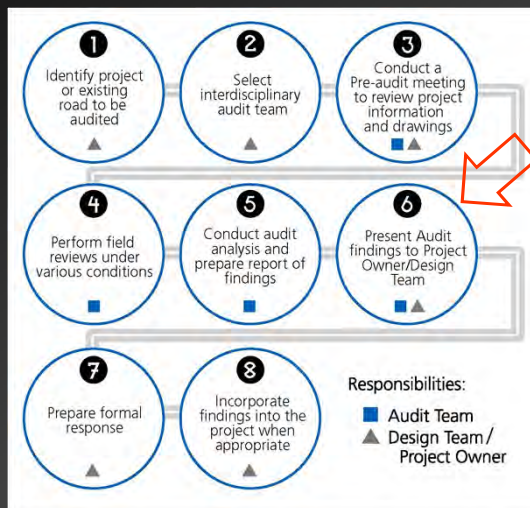 1
Identify project
or existing
road to be
audited
2
Select
interdisciplinary
audit team
3
Conduct a
Pre-audit meeting
to review project
information
and drawings
4
Perform field
reviews under
various conditions
5
Conduct audit
analysis and
prepare report of
findings
6
Present Audit
findings to Project
Owner/Design
Team
7
Prepare formal
response
8
Incorporate
findings into the
project when
appropriate
Responsibilities:
Audit Team
Design Team /
Project Owner